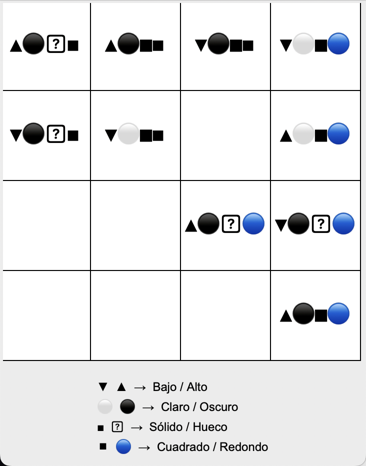 ▲⚫?▪ ▲⚫■▪ ▼⚫■▪ ▼⚪■🔵
▼⚫?▪ ▼⚪■▪ ▲⚪■🔵
▲⚫?🔵 ▼⚫?🔵
▲⚫■🔵
▼ ▲ → Bajo / Alto
⚪ ⚫ → Claro / Oscuro
▪ ? → Sólido / Hueco
▪ 🔵 → Cuadrado / Redondo